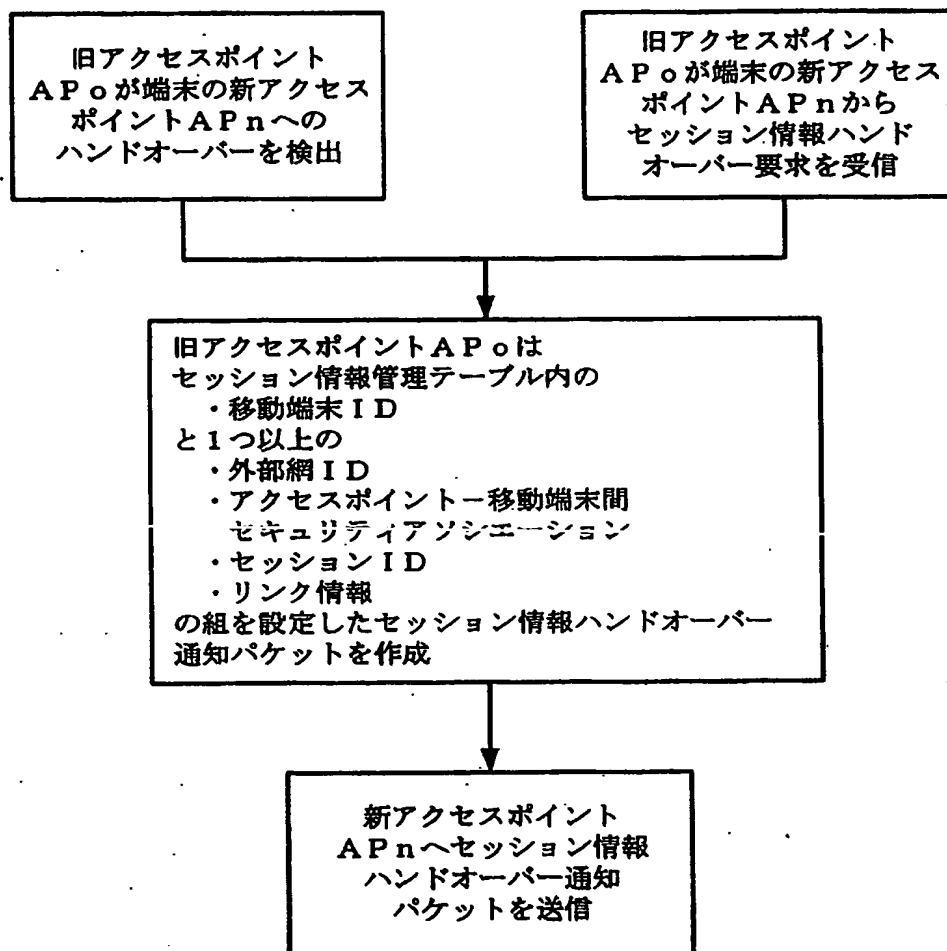 旧アクセスポイント
APoが端末の新アクセス
ポイントAPnへの
ハンドオーバーを検出
旧アクセスポイント
APoが端末の新アクセス
ポイントAPnから
セッション情報ハンド
オーバー要求を受信
旧アクセスポイントAPoは
セッション情報管理テーブル内の
・移動端末ID
と1つ以上の
・外部網ID
・アクセスポイント－移動端末間
セキュリティアソシエーション
・セッションID
・リンク情報
の組を設定したセッション情報ハンドオーバー
通知パケットを作成
新アクセスポイント
APnへセッション情報
ハンドオーバー通知
パケットを送信